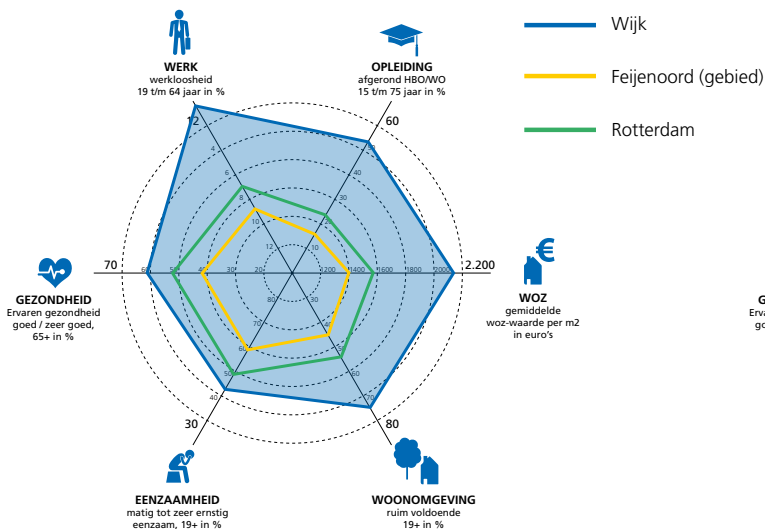 Wijk
Feijenoord (gebied)
Rotterdam
WERK
werkloosheid
19 t/m 64 jaar in %
OPLEIDING
afgerond HBO/WO
15 t/m 75 jaar in %
12
60
4
6
8
10
12
50
40
30
20
70
60
50
40
30
20
1200
1400
1600
1800
2000
2.200
€
GEZONDHEID
Ervaren gezondheid
goed / zeer goed,
65+ in %
WOZ
gemiddelde
woz-waarde per m2
in euro's
G
Erva
go
80
70
60
50
40
30
50
60
70
80
EENZAAMHEID
matig tot zeer ernstig
eenzaam, 19+ in %
WOONOMGEVING
ruim voldoende
19+ in %